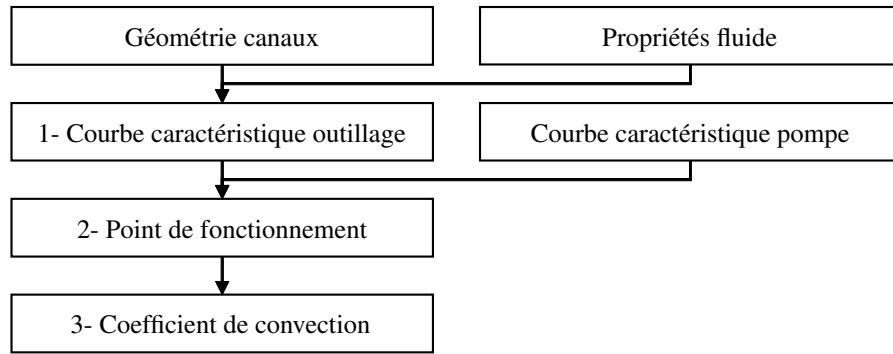 Géométrie canaux
Propriétés fluide
1- Courbe caractéristique outillage
Courbe caractéristique pompe
2- Point de fonctionnement
3- Coefficient de convection